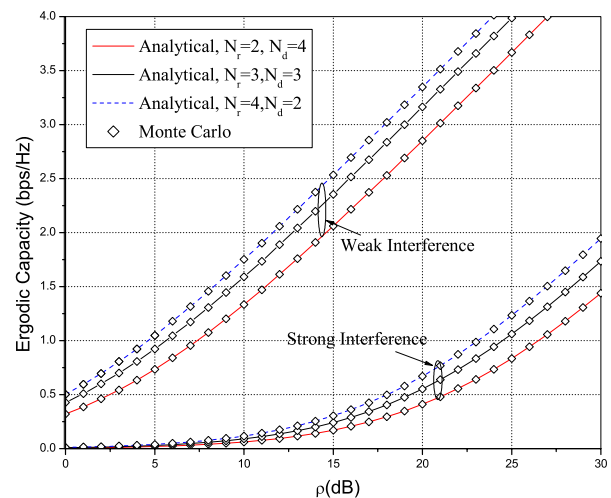 4.0
3.5
3.0
2.5
2.0
1.5
1.0
0.5
0.0
Ergodic Capacity (bps/Hz)
Analytical, Nr=2, Nd=4
Analytical, Nr=3,Nd=3
Analytical, Nr=4,Nd=2
Monte Carlo
Weak Interference
Strong Interference
0 5 10 15 20 25 30
ρ(dB)